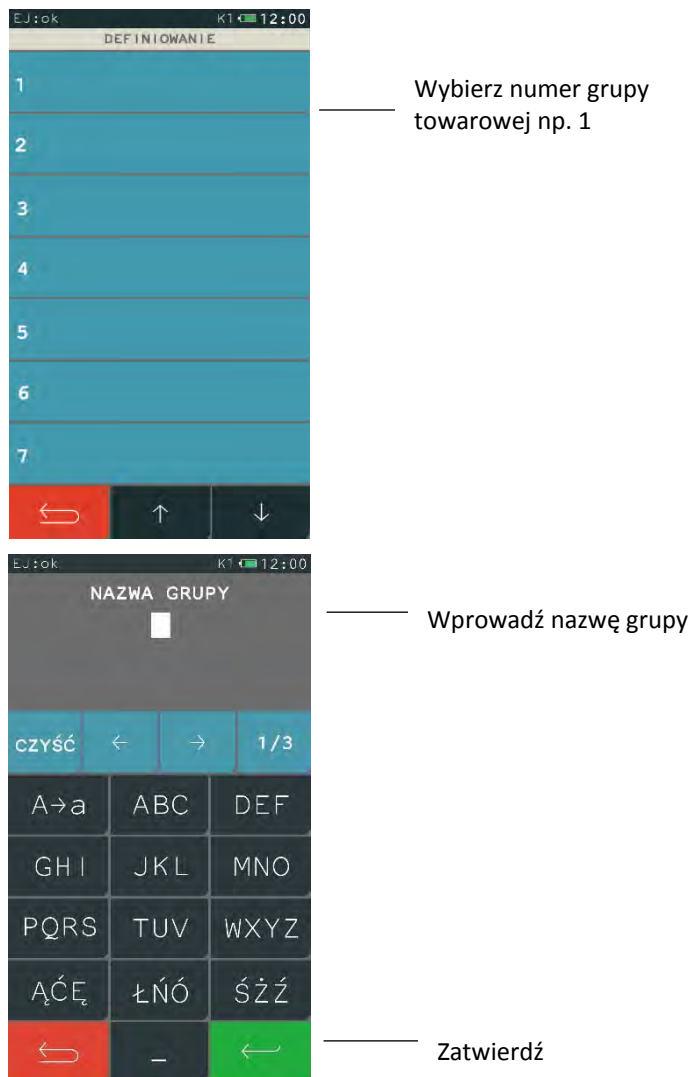 EJ:ok K1 12:00
DEFINIOWANIE
1
Wybierz numer grupy
towarowej np. 1
2
3
4
5
6
7
← ↑ ↓
EJ:ok K1 12:00
NAZWA GRUPY
Wprowadź nazwę grupy
CZYŚĆ ← → 1/3
A→a ABC DEF
GHI JKL MNO
PQRS TUV WXYZ
ĄĆĘ ŁŃÓ ŚŻŹ
← _ ←
Zatwierdź